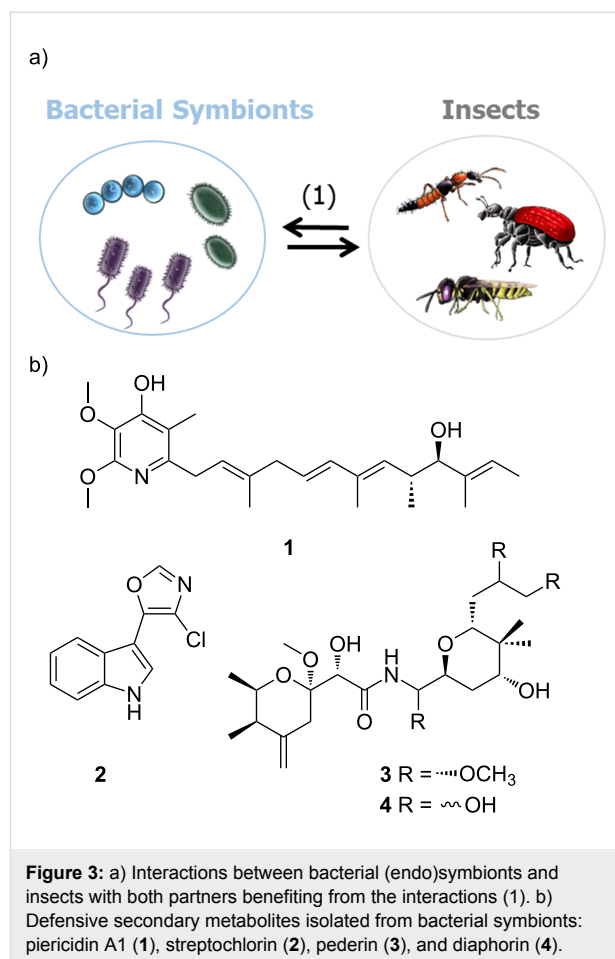 a)
Bacterial Symbionts
Insects
(1)
b)
OH
O
O
N
OH
1
O
N
Cl
N
H
2
R
R
O
OH
O
H
N
O
O
R
OH
3 R = OCH3
4 R = OH
Figure 3: a) Interactions between bacterial (endo)symbionts and
insects with both partners benefiting from the interactions (1). b)
Defensive secondary metabolites isolated from bacterial symbionts:
piericidin A1 (1), streptochlorin (2), pederin (3), and diaphorin (4).